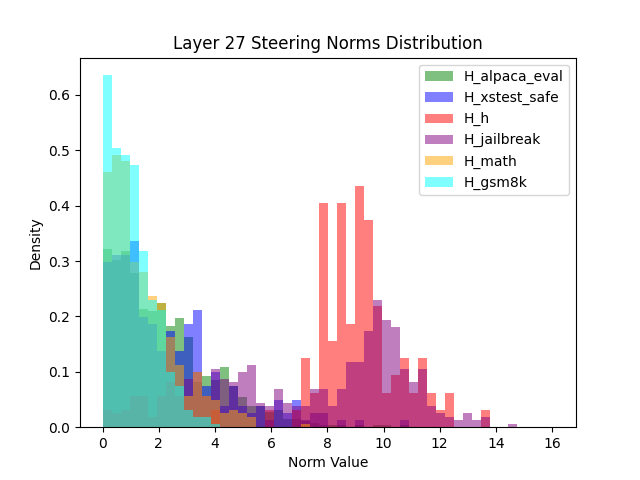 Layer 27 Steering Norms Distribution
H_alpaca_eval
H_xstest_safe
H_h
H_jailbreak
H_math
H_gsm8k
Density
0.6
0.5
0.4
0.3
0.2
0.1
0.0
0 2 4 6 8 10 12 14 16
Norm Value